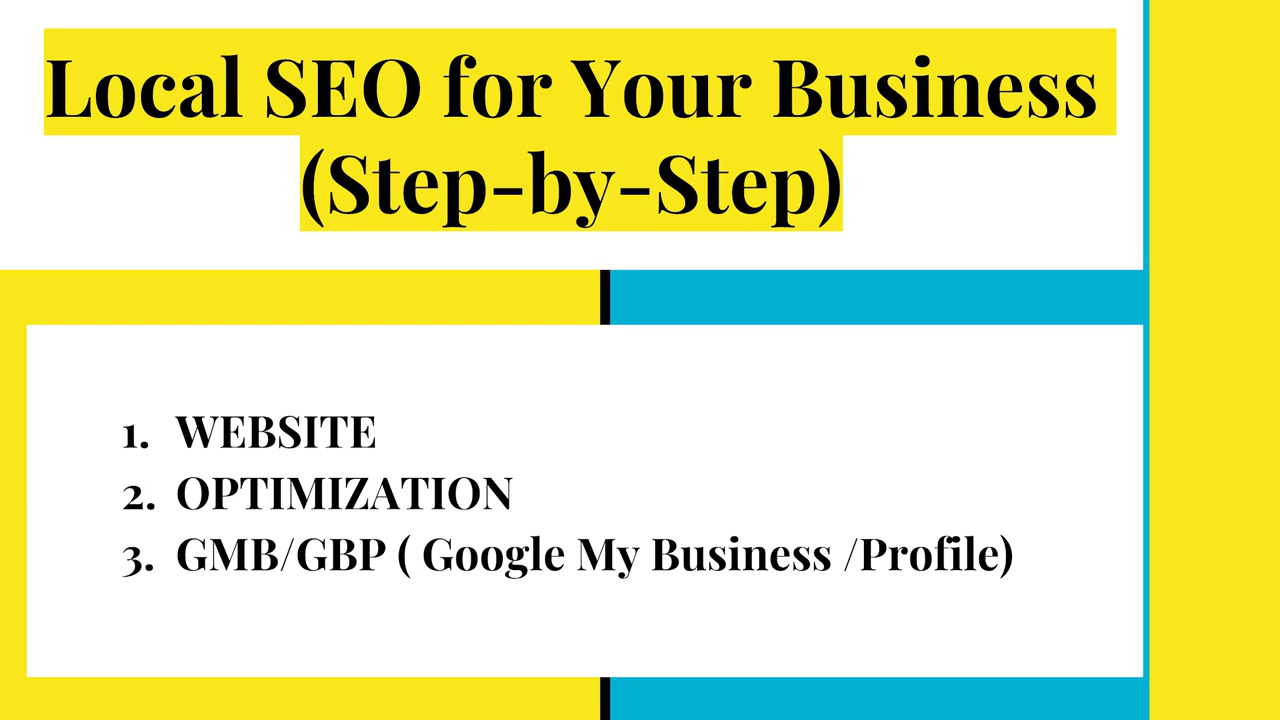 Local SEO for Your Business
(Step-by-Step)
1. WEBSITE
2. OPTIMIZATION
3. GMB/GBP ( Google My Business /Profile)